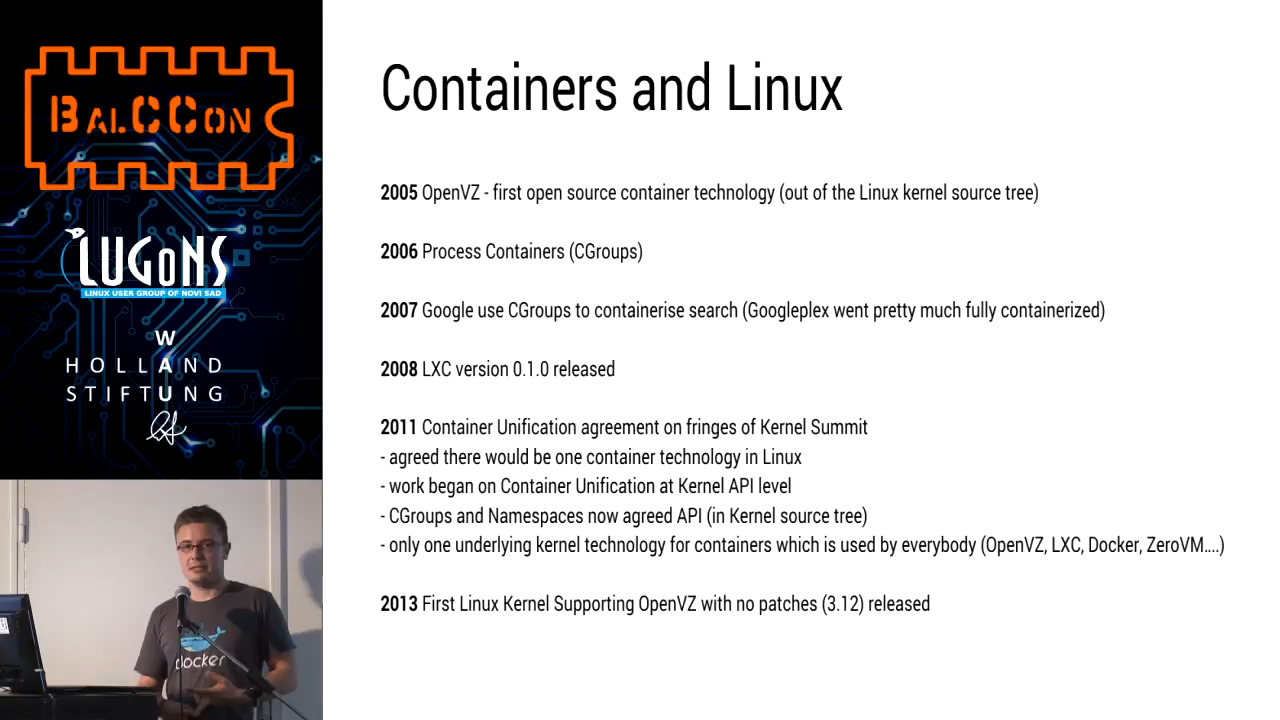 BALCCON
LUGoNS
LINUX USER GROUP OF NOVI SAD
W
HOLLAND
STIFTUNG
docker
Containers and Linux
2005 OpenVZ - first open source container technology (out of the Linux kernel source tree)
2006 Process Containers (CGroups)
2007 Google use CGroups to containerise search (Googleplex went pretty much fully containerized)
2008 LXC version 0.1.0 released
2011 Container Unification agreement on fringes of Kernel Summit
- agreed there would be one container technology in Linux
- work began on Container Unification at Kernel API level
- CGroups and Namespaces now agreed API (in Kernel source tree)
- only one underlying kernel technology for containers which is used by everybody (OpenVZ, LXC, Docker, ZeroVM....)
2013 First Linux Kernel Supporting OpenVZ with no patches (3.12) released